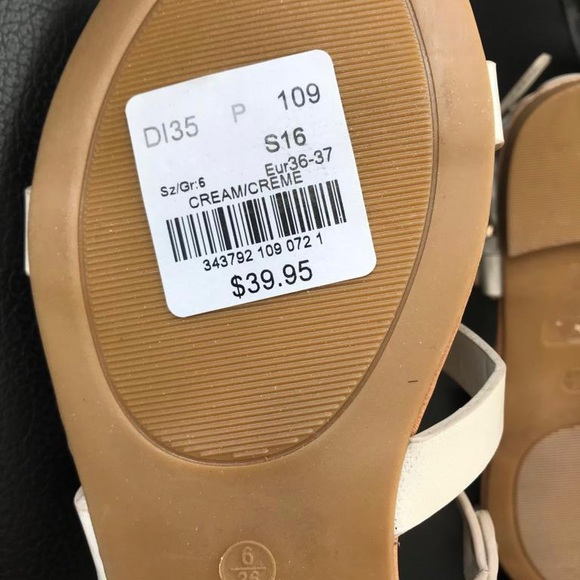 DI35 P 109
S16
Sz/Gr:6 Eur36-37
CREAM/CREME
343792 109 072 1
$39.95
6
36